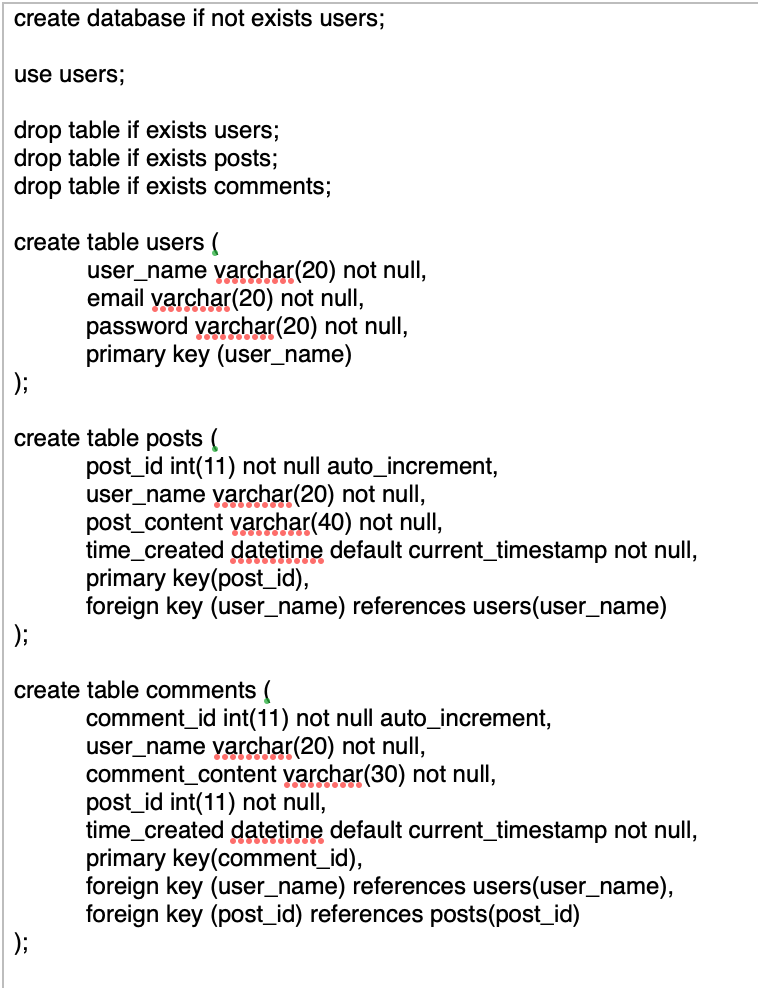 create database if not exists users;
use users;
drop table if exists users;
drop table if exists posts;
drop table if exists comments;
create table users (
user_name varchar(20) not null,
email varchar(20) not null,
password varchar(20) not null,
primary key (user_name)
);
create table posts (
post_id int(11) not null auto_increment,
user_name varchar(20) not null,
post_content varchar(40) not null,
time_created datetime default current_timestamp not null,
primary key(post_id),
foreign key (user_name) references users(user_name)
);
create table comments (
comment_id int(11) not null auto_increment,
user_name varchar(20) not null,
comment_content varchar(30) not null,
post_id int(11) not null,
time_created datetime default current_timestamp not null,
primary key(comment_id),
foreign key (user_name) references users(user_name),
foreign key (post_id) references posts(post_id)
);